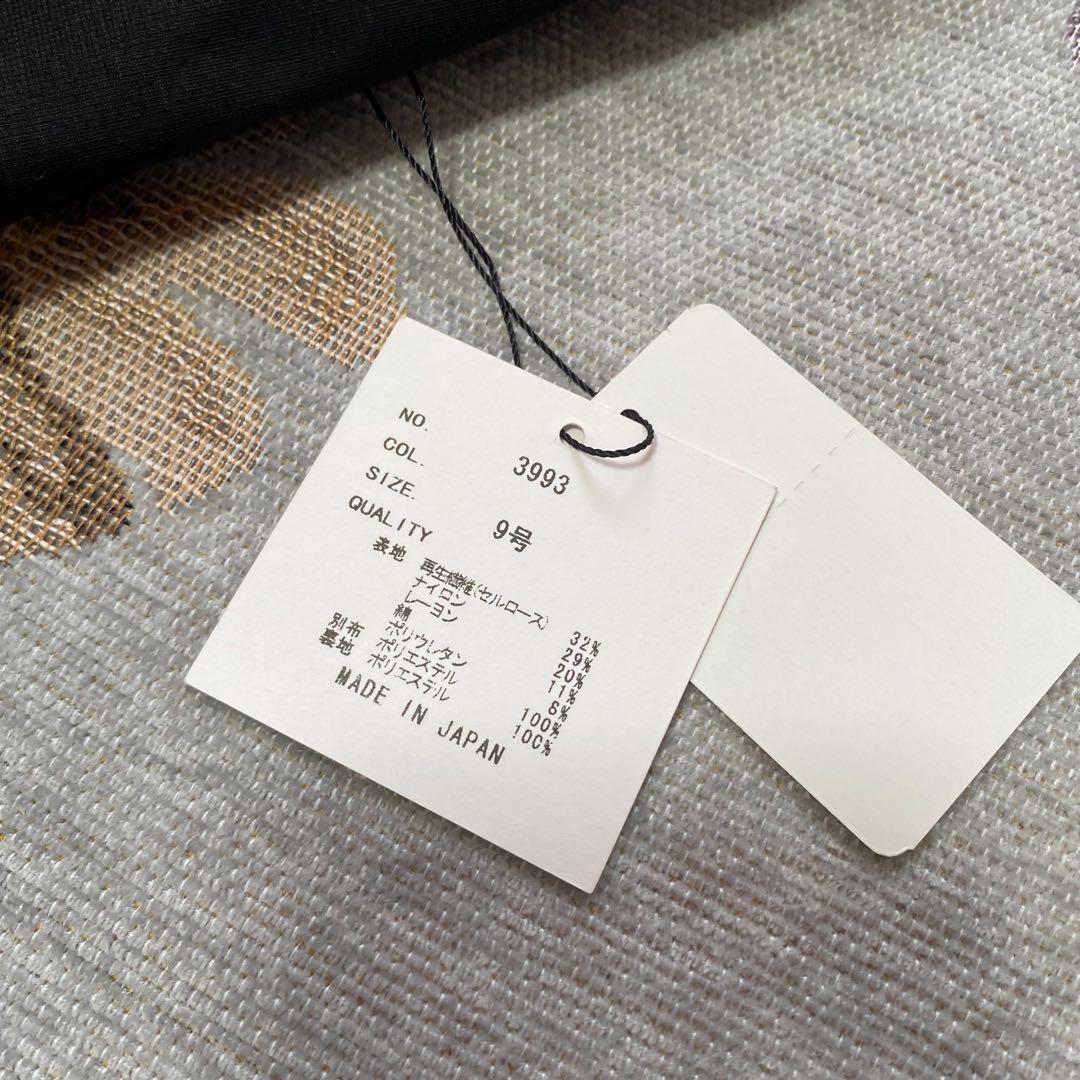 NO. 3993
COL.
SIZE. 9号
QUALITY
表地 再生繊維(セルロース) 32%
ナイロン 29%
レーヨン 20%
綿 11%
ポリウレタン 8%
別布 ポリエステル 100%
裏地 ポリエステル 100%
MADE IN JAPAN